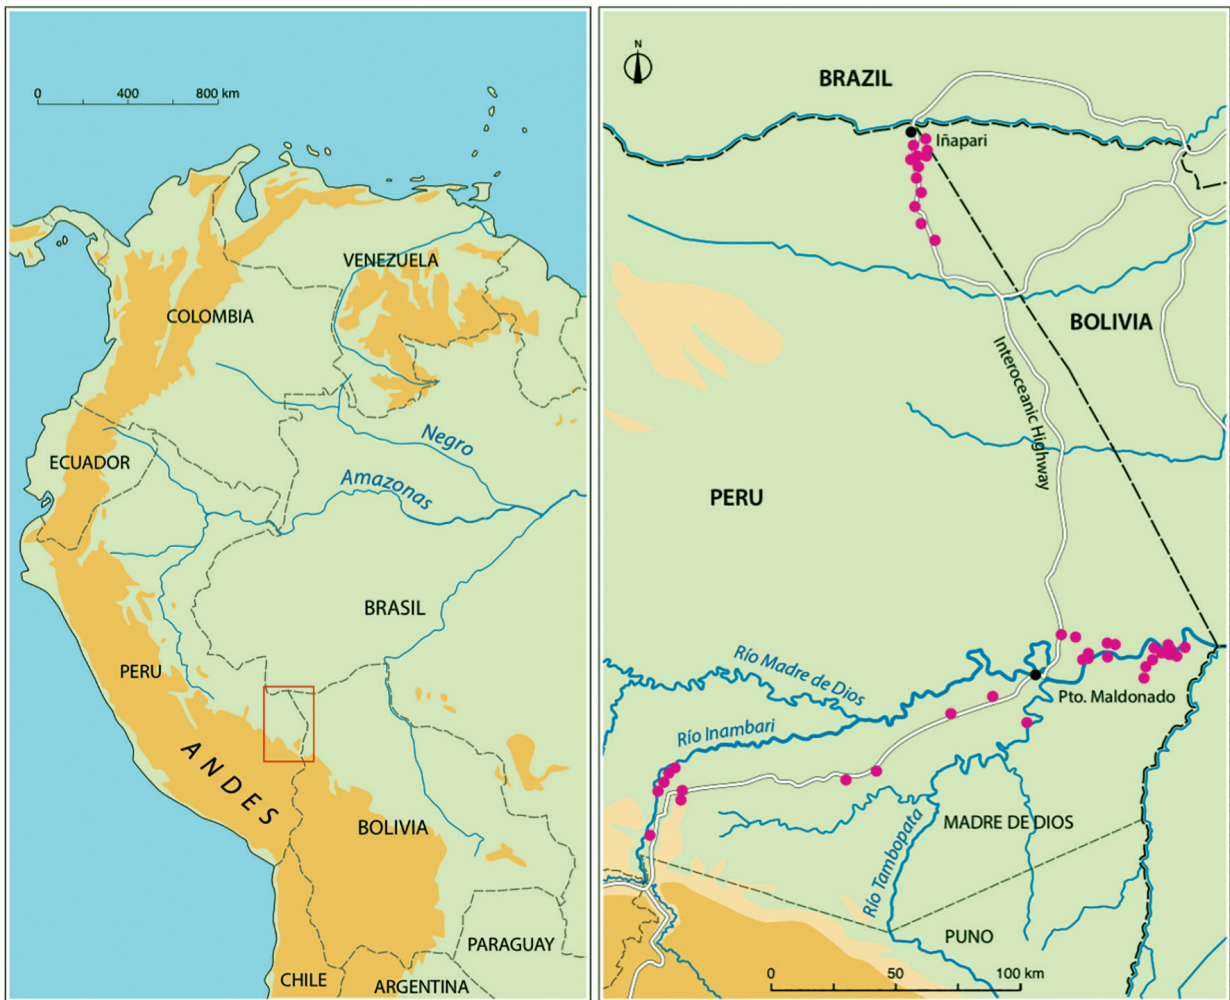 0 400 800 km
VENEZUELA
COLOMBIA
Negro
ECUADOR
Amazonas
BRASIL
PERU
ANDES
BOLIVIA
PARAGUAY
CHILE
ARGENTINA
N
BRAZIL
Iñapari
BOLIVIA
Interoceanic Highway
PERU
Río Madre de Dios
Pto. Maldonado
Río Inambari
MADRE DE DIOS
Río Tambopata
PUNO
0 50 100 km